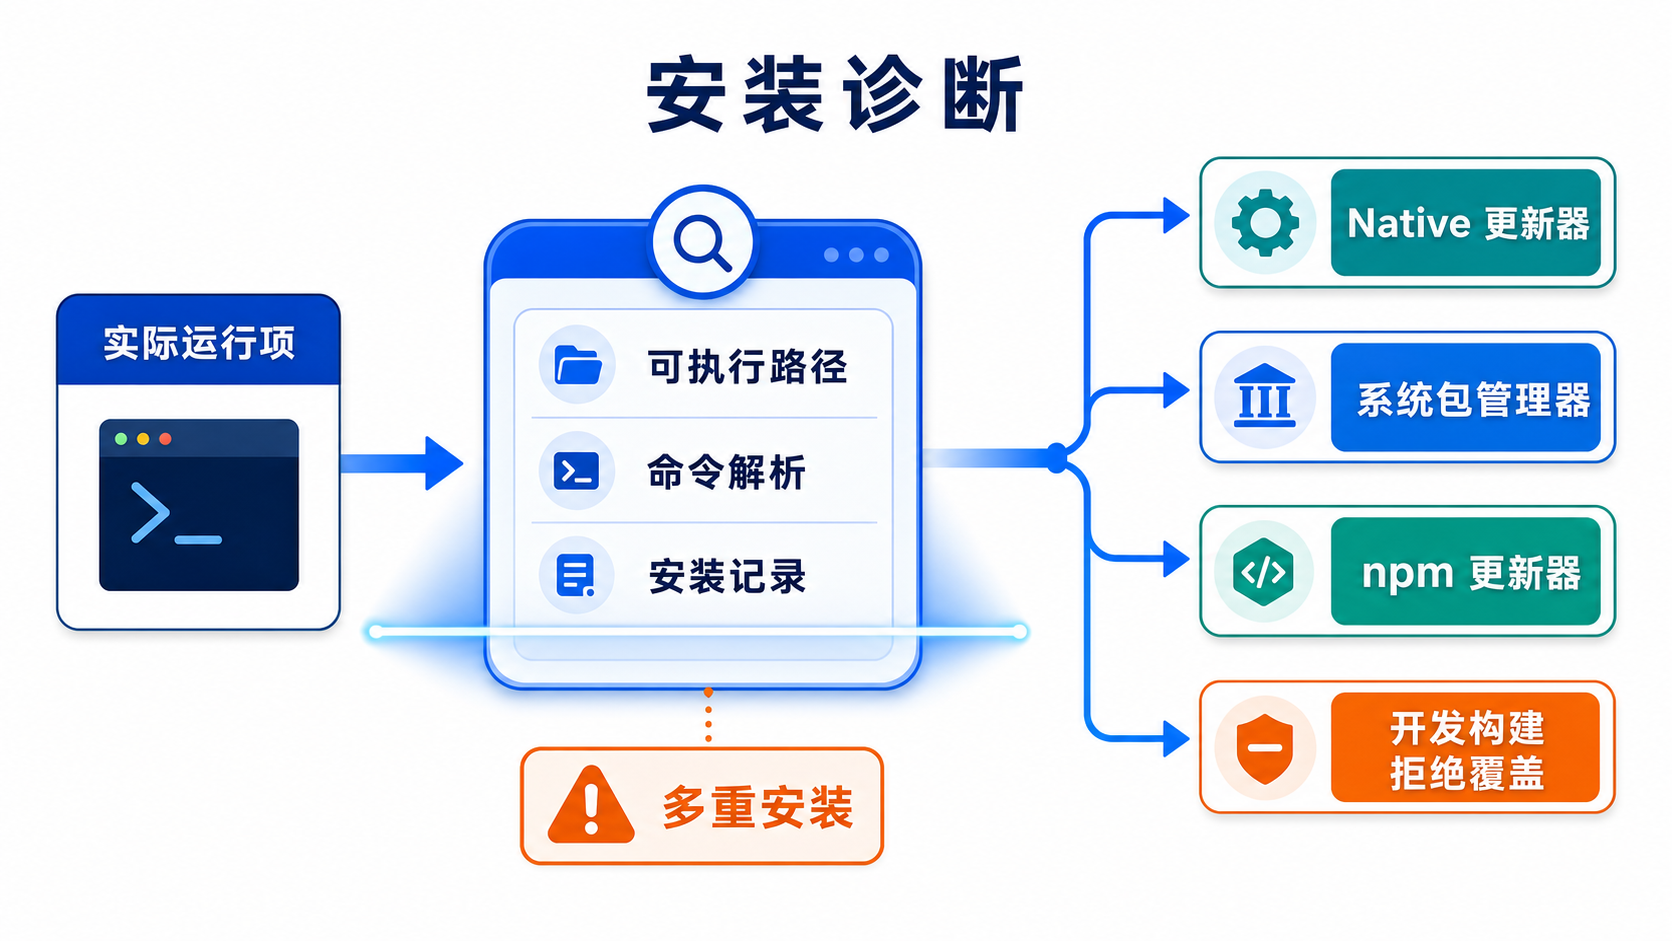 安装诊断
实际运行项
可执行路径
命令解析
安装记录
多重安装
Native 更新器
系统包管理器
npm 更新器
开发构建
拒绝覆盖